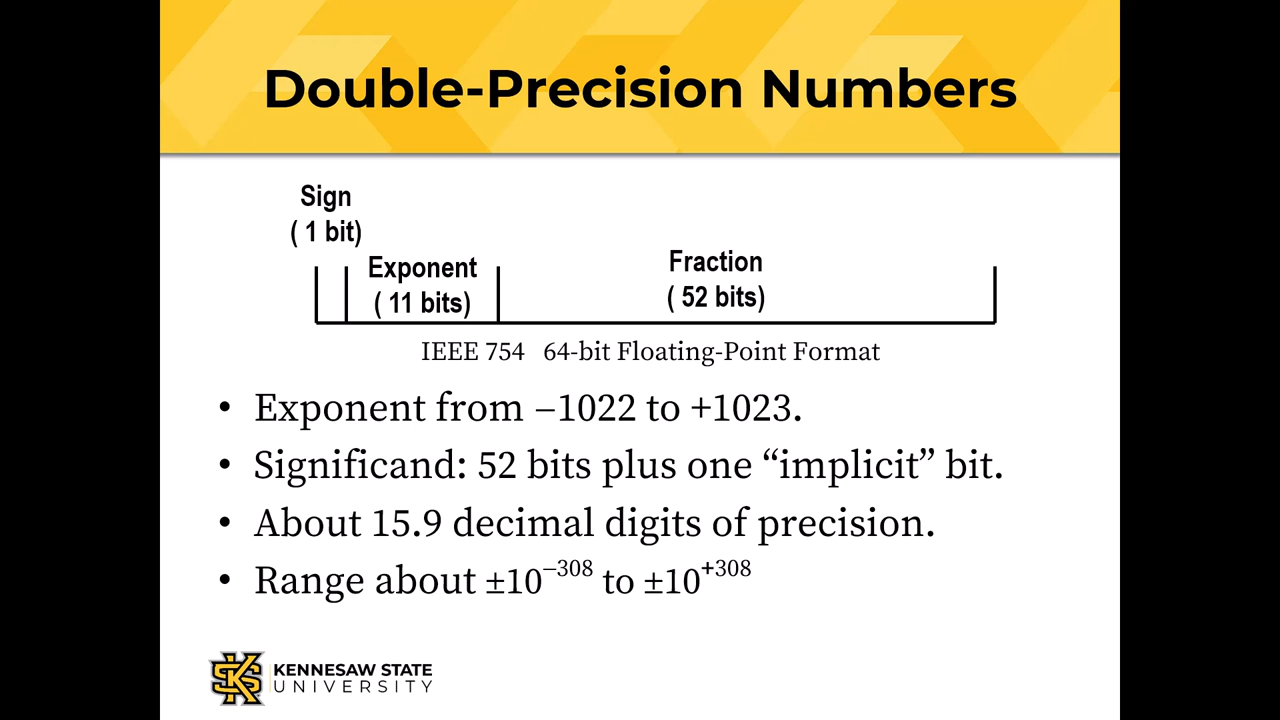 Double-Precision Numbers
Sign
( 1 bit)
Exponent
( 11 bits)
Fraction
( 52 bits)
IEEE 754 64-bit Floating-Point Format
• Exponent from –1022 to +1023.
• Significand: 52 bits plus one “implicit” bit.
• About 15.9 decimal digits of precision.
• Range about ±10⁻³⁰⁸ to ±10⁺³⁰⁸
KENNESAW STATE
UNIVERSITY